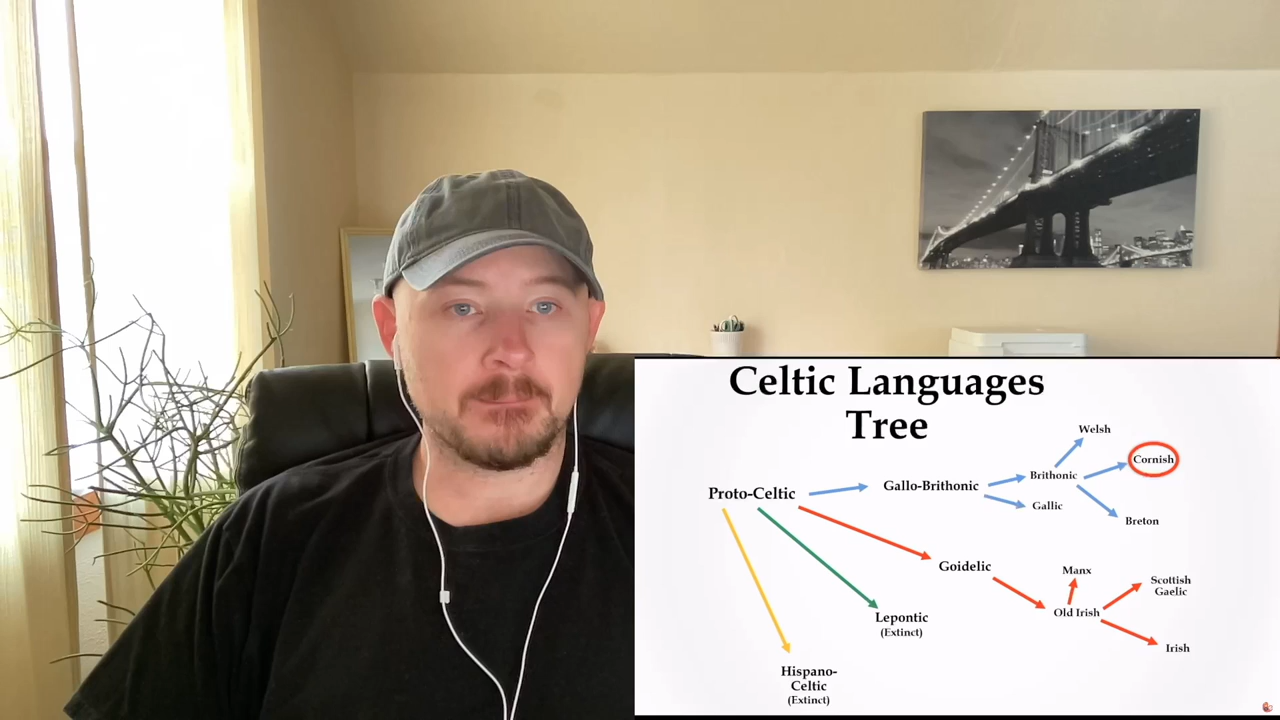 Celtic Languages
Tree
Welsh
Cornish
Brithonic
Gallo-Brithonic
Proto-Celtic
Gallic
Breton
Goidelic
Manx
Scottish
Gaelic
Old Irish
Lepontic
(Extinct)
Irish
Hispano-
Celtic
(Extinct)